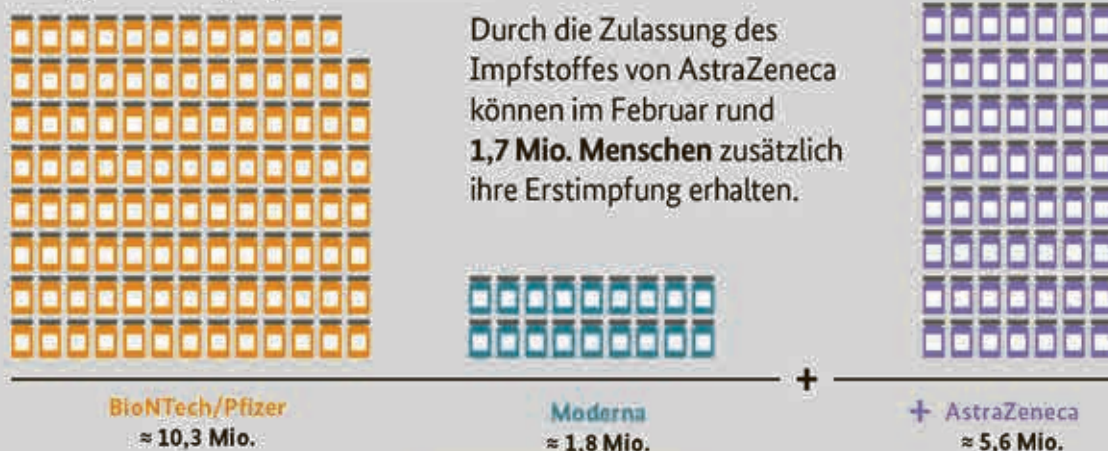 Durch die Zulassung des
Impfstoffes von AstraZeneca
können im Februar rund
1,7 Mio. Menschen zusätzlich
ihre Erstimpfung erhalten.
+
BioNTech/Pfizer
≈ 10,3 Mio.
Moderna
≈ 1,8 Mio.
+ AstraZeneca
≈ 5,6 Mio.